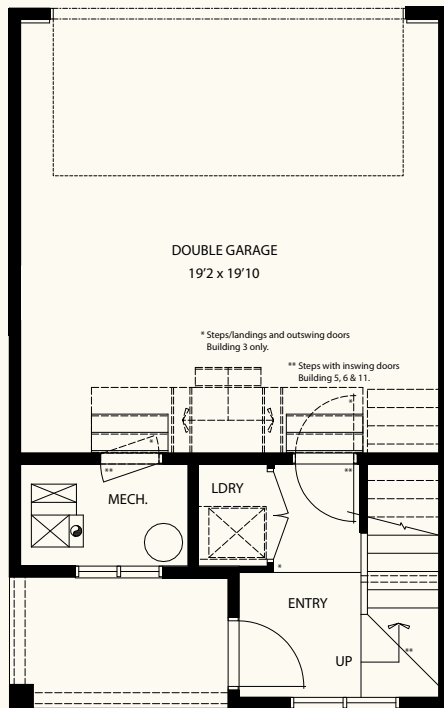 DOUBLE GARAGE
19'2 x 19'10
* Steps/landings and outswing doors
Building 3 only.
** Steps with inswing doors
Building 5, 6 & 11.
*
*
**
**
MECH.
LDRY
*
ENTRY
UP
**